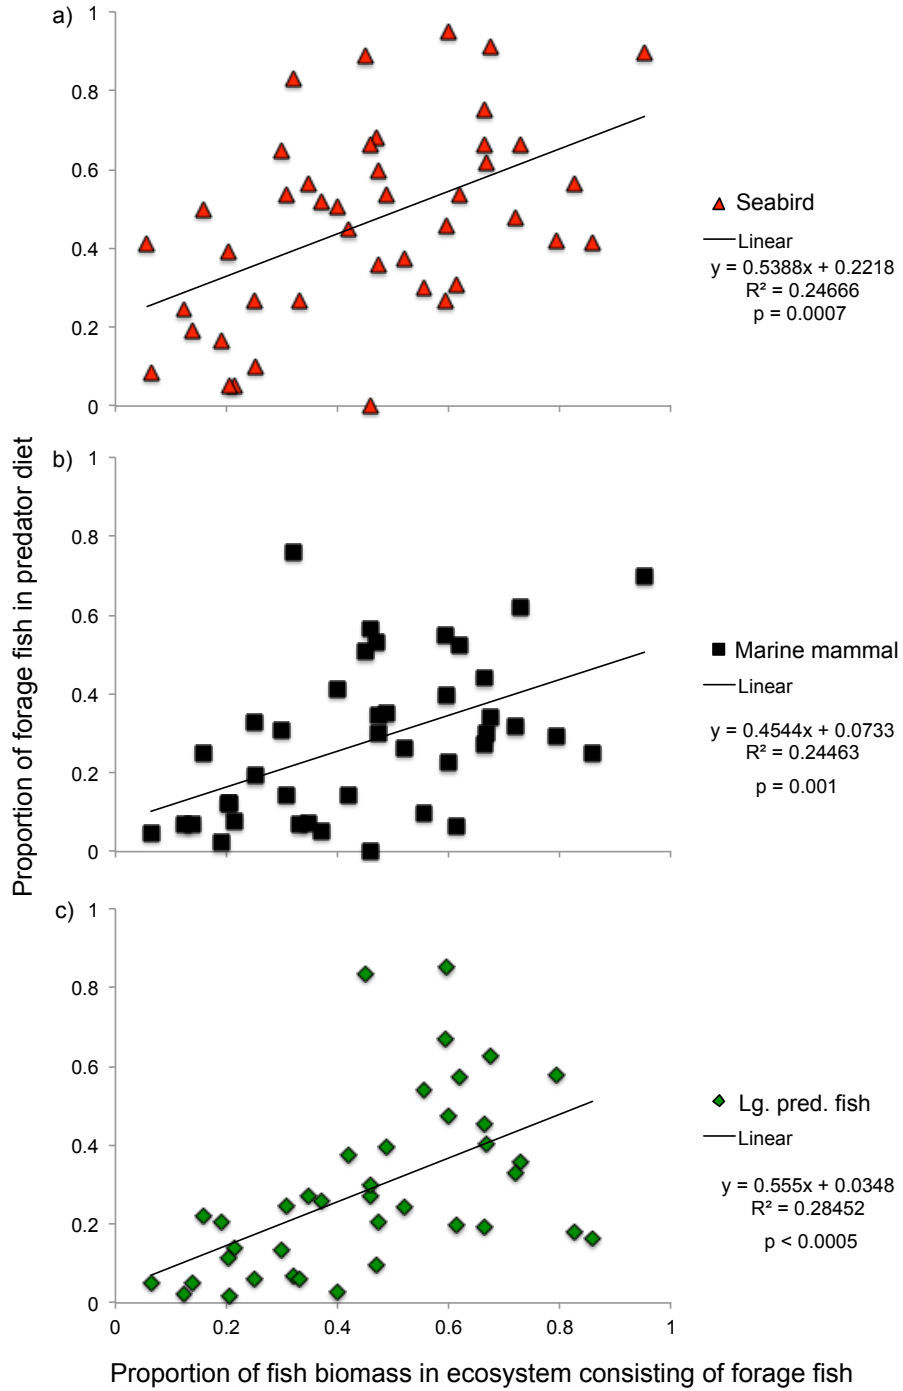 a)
1
0.8
0.6
0.4
0.2
0
Seabird
Linear
y = 0.5388x + 0.2218
R² = 0.24666
p = 0.0007
Proportion of forage fish in predator diet
b)
1
0.8
0.6
0.4
0.2
0
Marine mammal
Linear
y = 0.4544x + 0.0733
R² = 0.24463
p = 0.001
c)
1
0.8
0.6
0.4
0.2
0
Lg. pred. fish
Linear
y = 0.555x + 0.0348
R² = 0.28452
p < 0.0005
0 0.2 0.4 0.6 0.8 1
Proportion of fish biomass in ecosystem consisting of forage fish